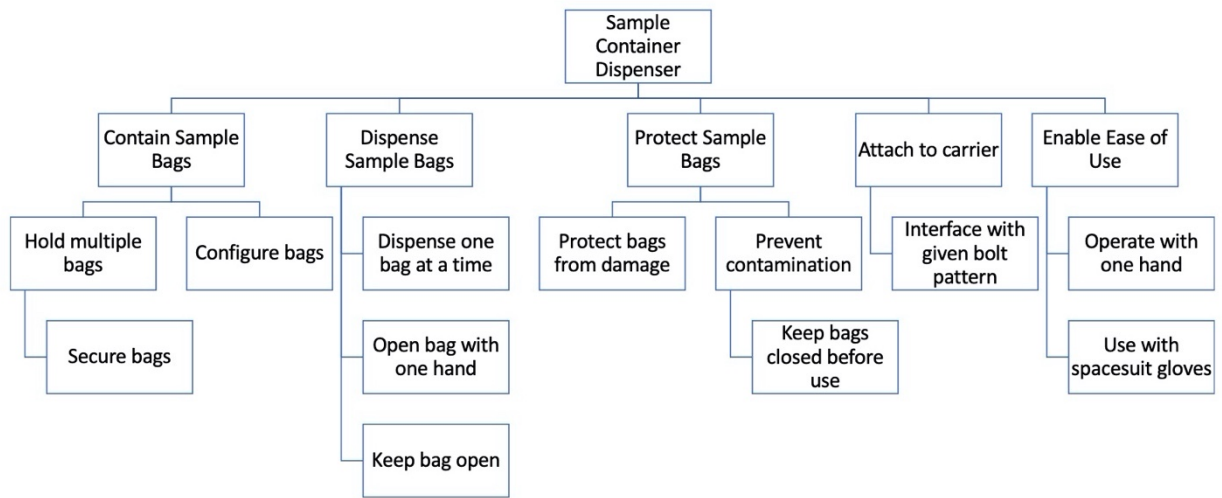 Sample
Container
Dispenser
Contain Sample
Bags
Dispense
Sample Bags
Protect Sample
Bags
Attach to carrier
Enable Ease of
Use
Hold multiple
bags
Configure bags
Dispense one
bag at a time
Protect bags
from damage
Prevent
contamination
Interface with
given bolt
pattern
Operate with
one hand
Secure bags
Open bag with
one hand
Keep bags
closed before
use
Use with
spacesuit gloves
Keep bag open